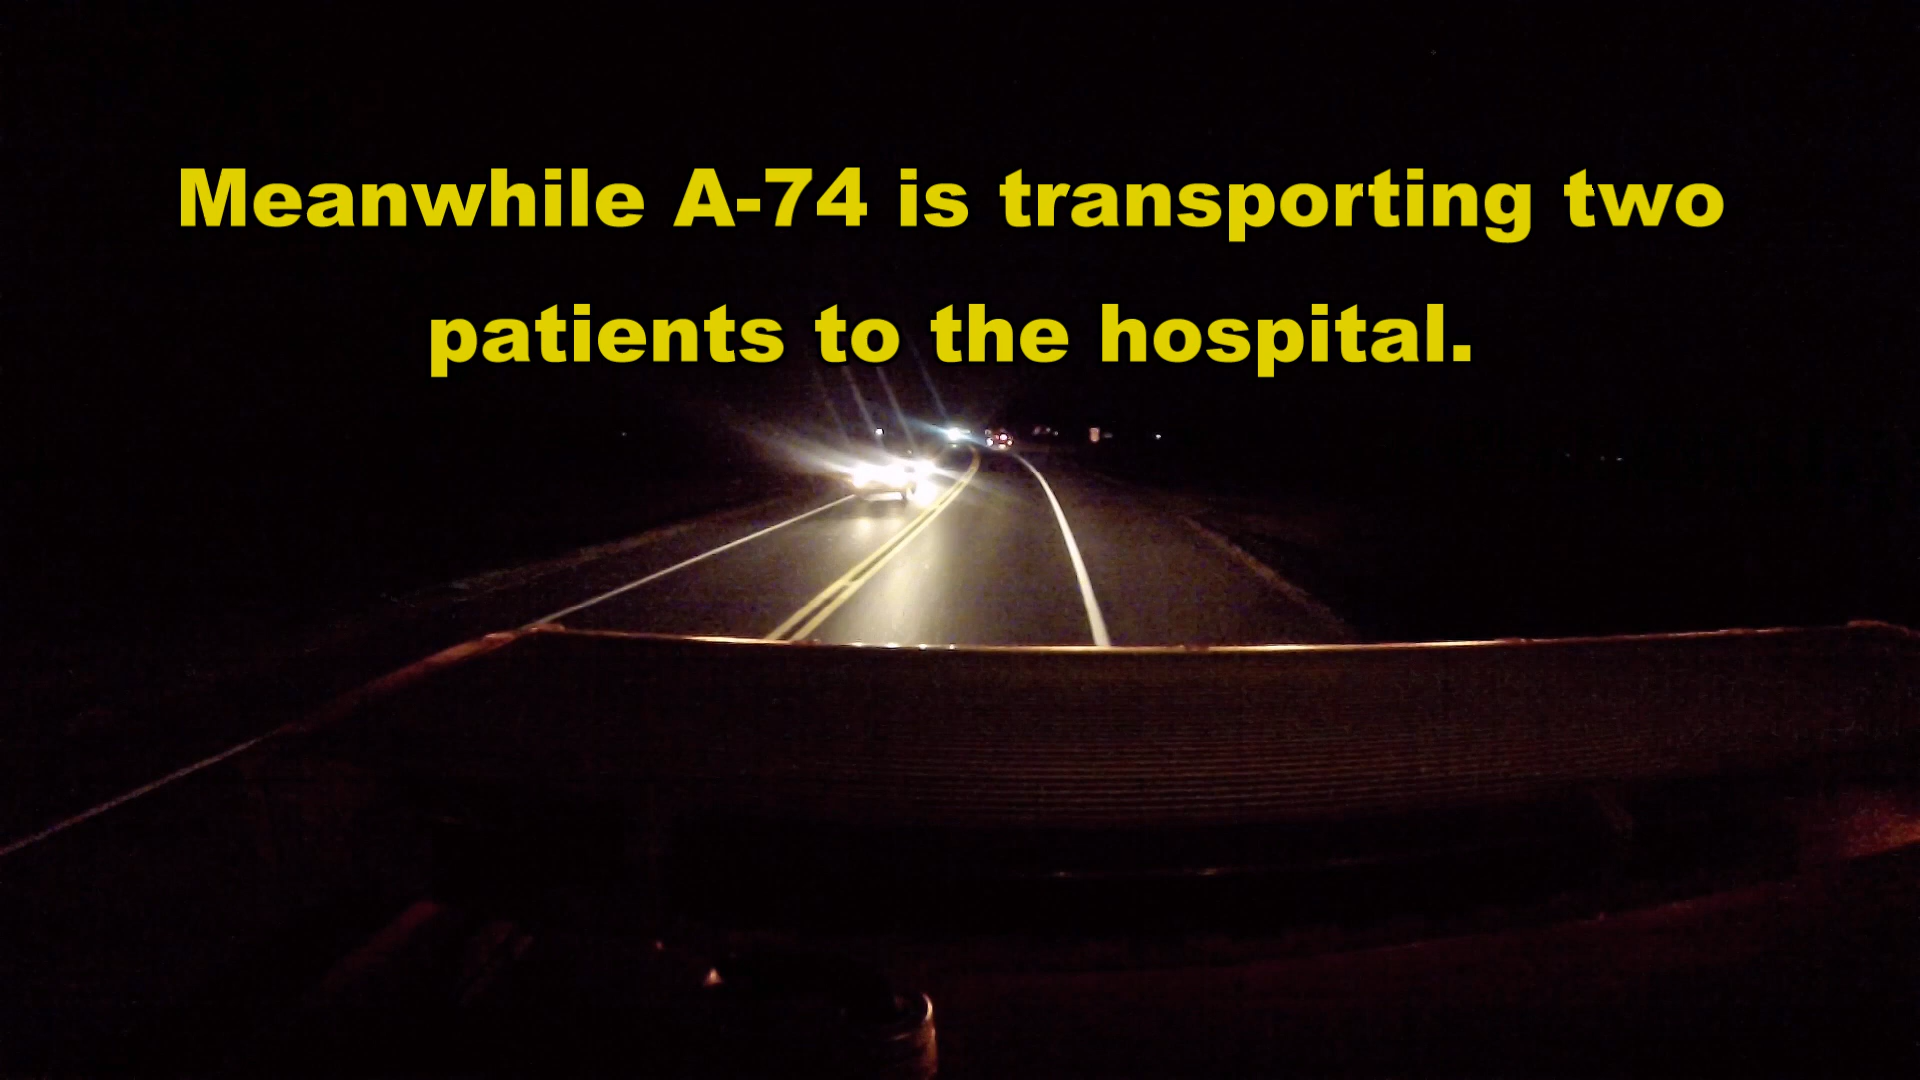 Meanwhile A-74 is transporting two
patients to the hospital.